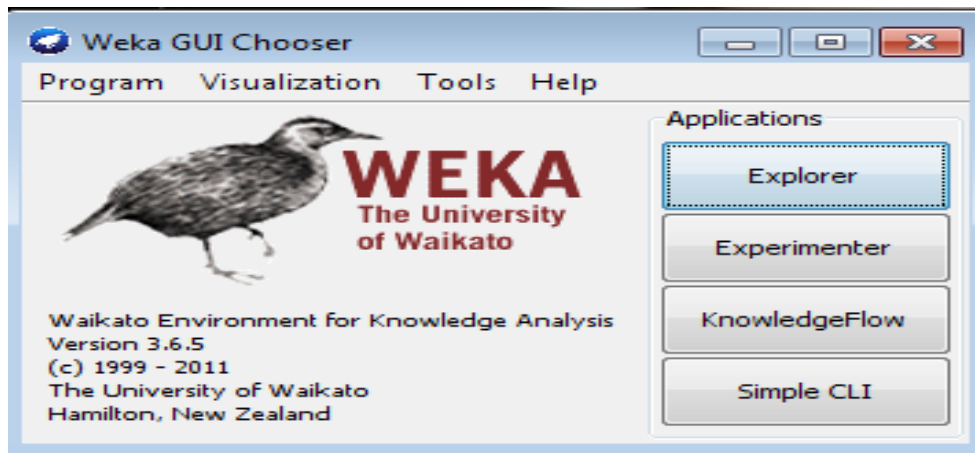 Weka GUI Chooser
Program Visualization Tools Help
WEKA
The University
of Waikato
Waikato Environment for Knowledge Analysis
Version 3.6.5
(c) 1999 - 2011
The University of Waikato
Hamilton, New Zealand
Applications
Explorer
Experimenter
KnowledgeFlow
Simple CLI